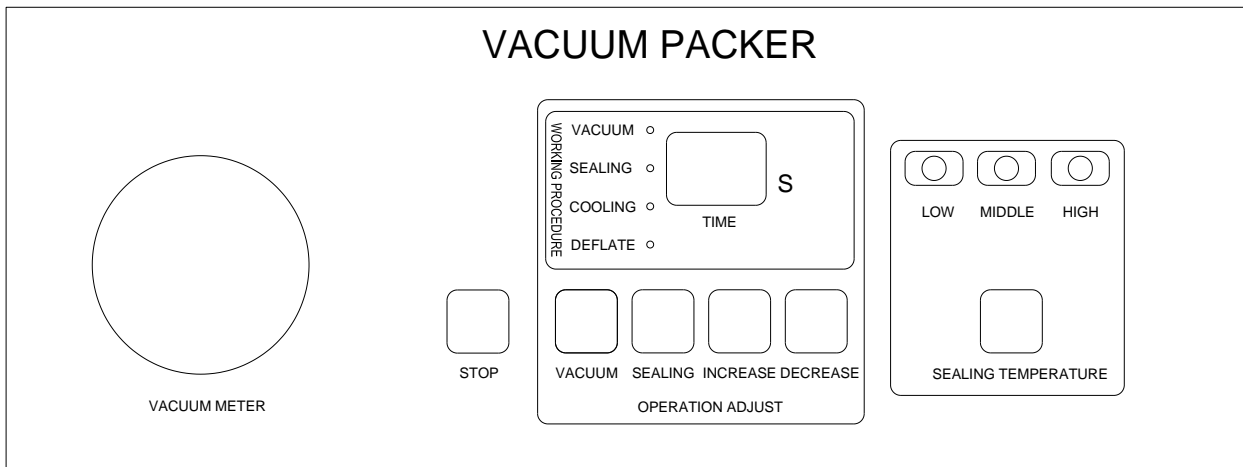 VACUUM PACKER
WORKING PROCEDURE
VACUUM
SEALING
COOLING
DEFLATE
S
TIME
LOW MIDDLE HIGH
STOP
VACUUM SEALING INCREASE DECREASE
OPERATION ADJUST
SEALING TEMPERATURE
VACUUM METER